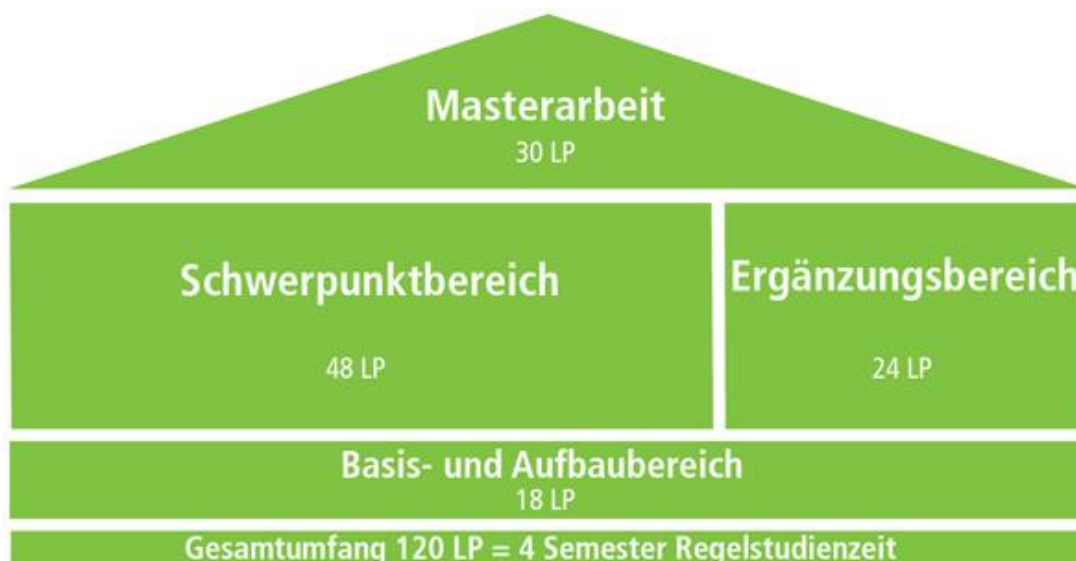 Masterarbeit
30 LP
Schwerpunktbereich
48 LP
Ergänzungsbereich
24 LP
Basis- und Aufbaubereich
18 LP
Gesamtumfang 120 LP = 4 Semester Regelstudienzeit